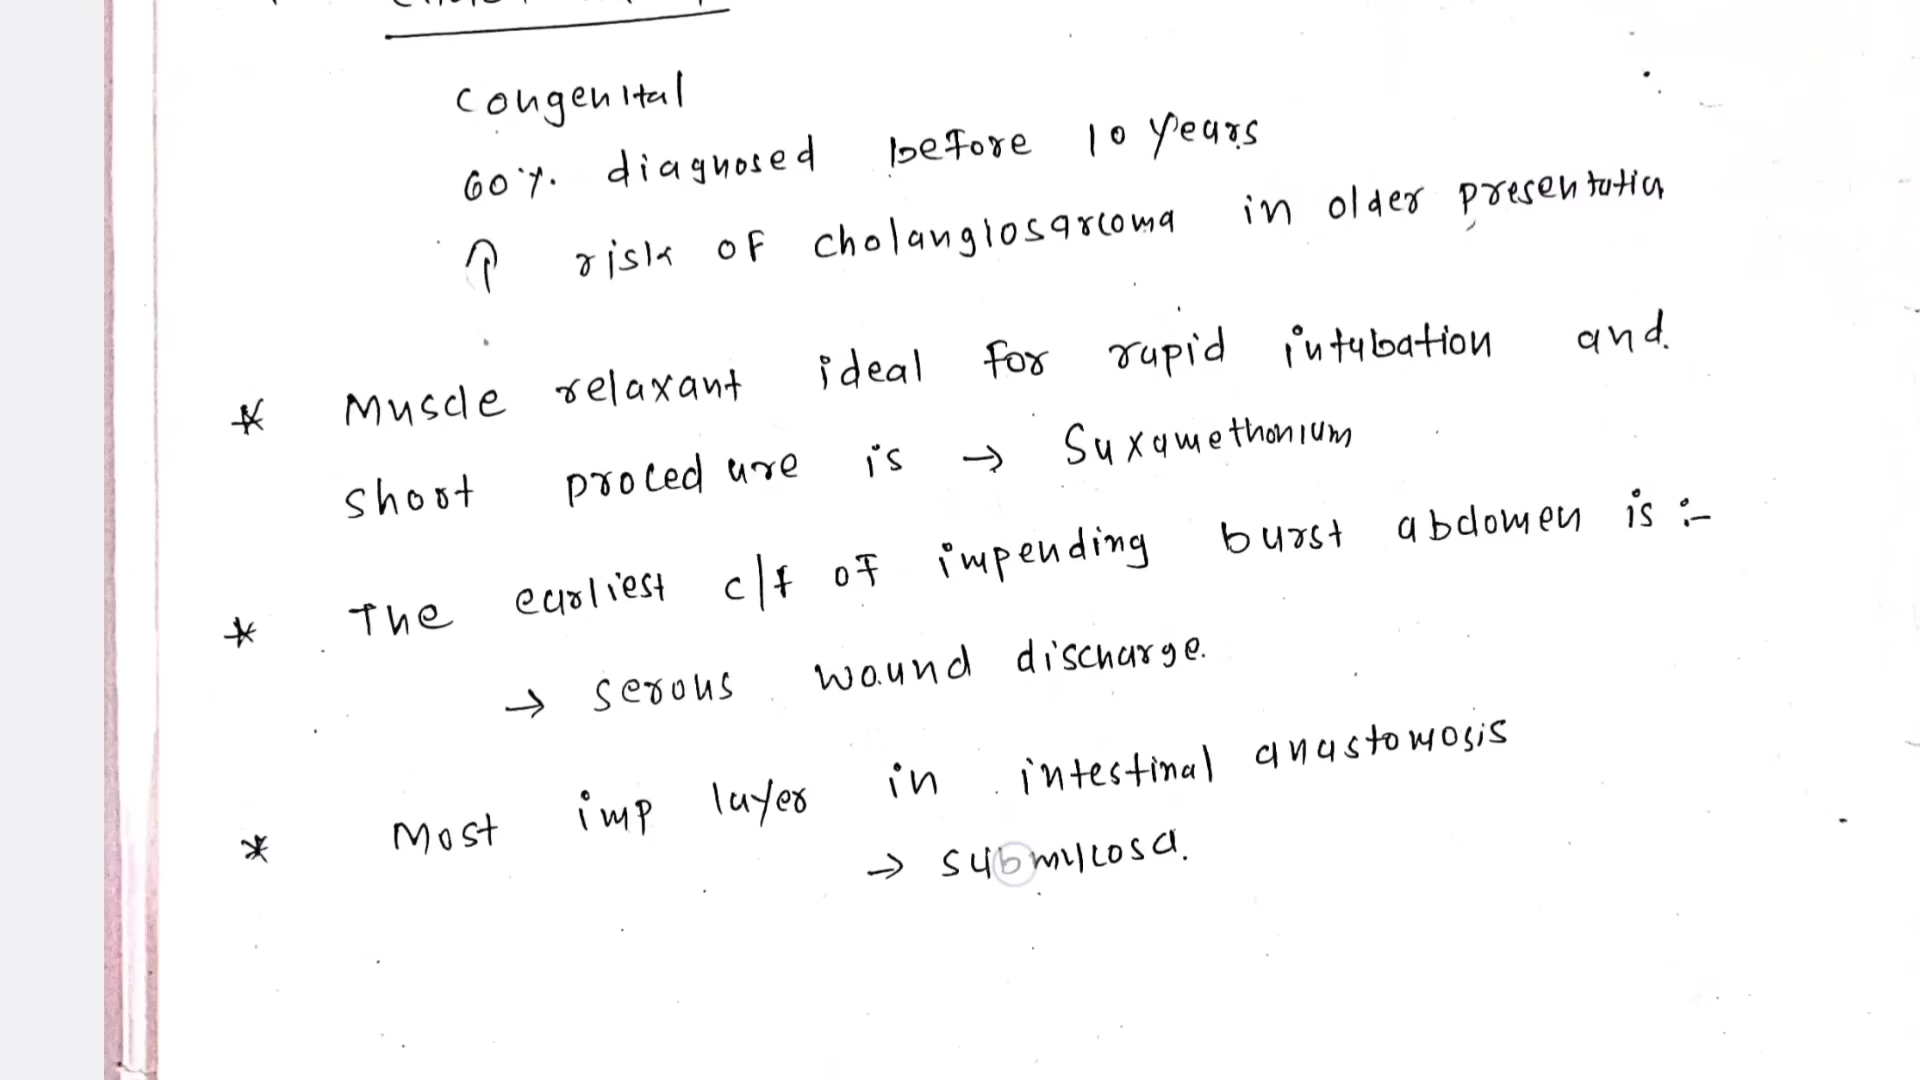 Congenital
60%. diagnosed before 10 years
↑ risk of cholangiosarcoma in older presentation
* Muscle relaxant ideal for rapid intubation and.
short procedure is → Suxamethonium
* The earliest c/f of impending burst abdomen is :-
→ serous wound discharge.
* Most imp layer in intestinal anastomosis
→ submucosa.